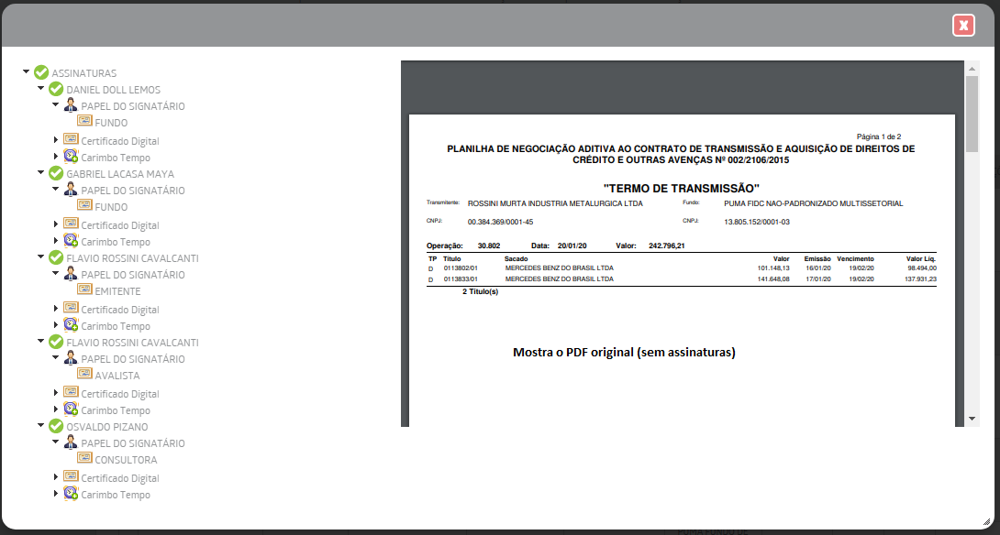 X
ASSINATURAS
DANIEL DOLL LEMOS
PAPEL DO SIGNATÁRIO
FUNDO
Certificado Digital
Carimbo Tempo
GABRIEL LACASA MAYA
PAPEL DO SIGNATÁRIO
FUNDO
Certificado Digital
Carimbo Tempo
FLAVIO ROSSINI CAVALCANTI
PAPEL DO SIGNATÁRIO
EMITENTE
Certificado Digital
Carimbo Tempo
FLAVIO ROSSINI CAVALCANTI
PAPEL DO SIGNATÁRIO
AVALISTA
Certificado Digital
Carimbo Tempo
OSVALDO PIZANO
PAPEL DO SIGNATÁRIO
CONSULTORA
Certificado Digital
Carimbo Tempo
Página 1 de 2
PLANILHA DE NEGOCIAÇÃO ADITIVA AO CONTRATO DE TRANSMISSÃO E AQUISIÇÃO DE DIREITOS DE
CRÉDITO E OUTRAS AVENÇAS Nº 002/2106/2015
"TERMO DE TRANSMISSÃO"
Transmitente: ROSSINI MURTA INDUSTRIA METALURGICA LTDA Fundo: PUMA FIDC NAO-PADRONIZADO MULTISSETORIAL
CNPJ: 00.384.369/0001-45 CNPJ: 13.805.152/0001-03
Operação: 30.802 Data: 20/01/20 Valor: 242.796,21
TP Título Sacado Valor Emissão Vencimento Valor Líq.
D 0113802/01 MERCEDES BENZ DO BRASIL LTDA 101.148,13 16/01/20 19/02/20 98.494,00
D 0113833/01 MERCEDES BENZ DO BRASIL LTDA 141.648,08 17/01/20 19/02/20 137.931,23
2 Título(s)
Mostra o PDF original (sem assinaturas)